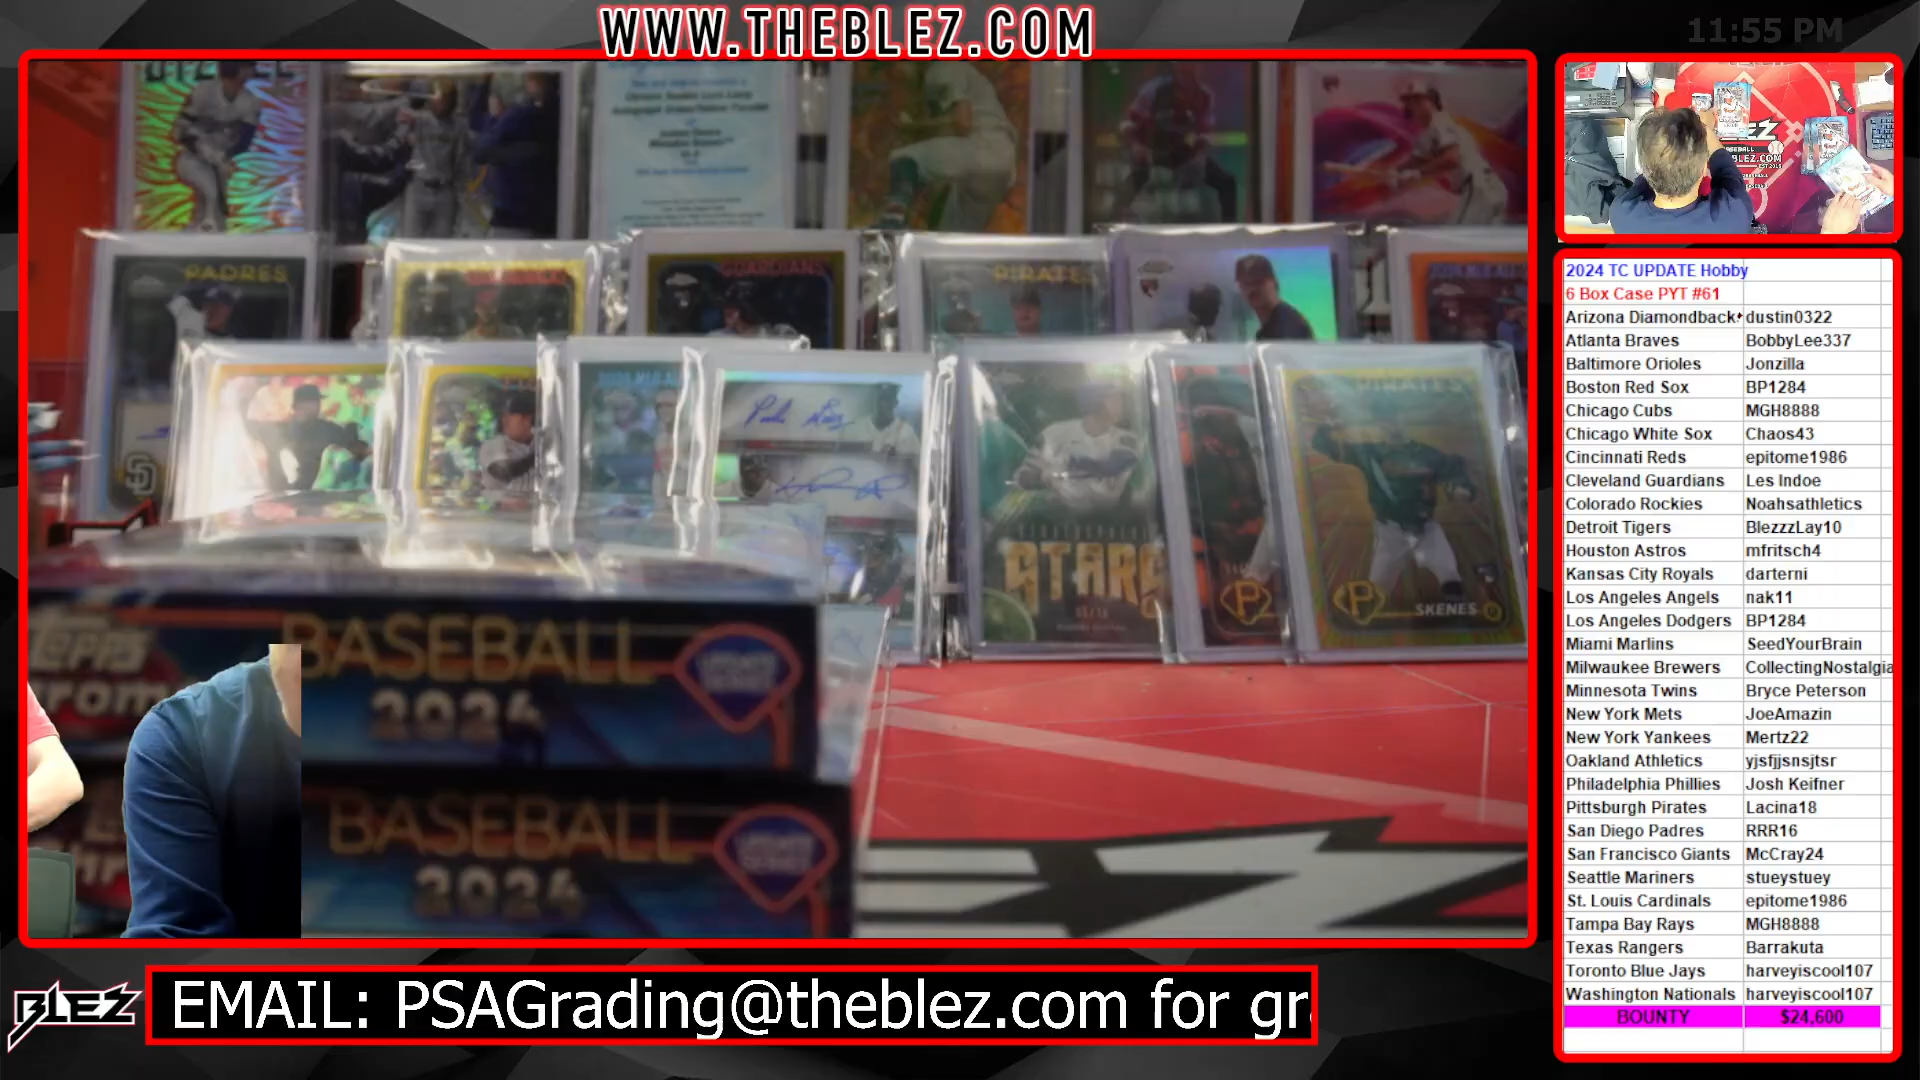 WWW.THEBLEZ.COM
11:55 PM
PADRES
GUARDIANS
PIRATES
PIRATES
STARS
SKENES
TOPPS
BASEBALL
2024
UPDATE SERIES
BASEBALL
2024
UPDATE SERIES
BLEZ
EMAIL: PSAGrading@theblez.com for gr
2024 TC UPDATE Hobby
6 Box Case PYT #61
Arizona Diamondback dustin0322
Atlanta Braves BobbyLee337
Baltimore Orioles Jonzilla
Boston Red Sox BP1284
Chicago Cubs MGH8888
Chicago White Sox Chaos43
Cincinnati Reds epitome1986
Cleveland Guardians Les Indoe
Colorado Rockies Noahsathletics
Detroit Tigers BlezzzLay10
Houston Astros mfritsch4
Kansas City Royals darterni
Los Angeles Angels nak11
Los Angeles Dodgers BP1284
Miami Marlins SeedYourBrain
Milwaukee Brewers CollectingNostalgia
Minnesota Twins Bryce Peterson
New York Mets JoeAmazin
New York Yankees Mertz22
Oakland Athletics yjsfjjsnsjtsr
Philadelphia Phillies Josh Keifner
Pittsburgh Pirates Lacina18
San Diego Padres RRR16
San Francisco Giants McCray24
Seattle Mariners stueystuey
St. Louis Cardinals epitome1986
Tampa Bay Rays MGH8888
Texas Rangers Barrakuta
Toronto Blue Jays harveyiscool107
Washington Nationals harveyiscool107
BOUNTY $24,600